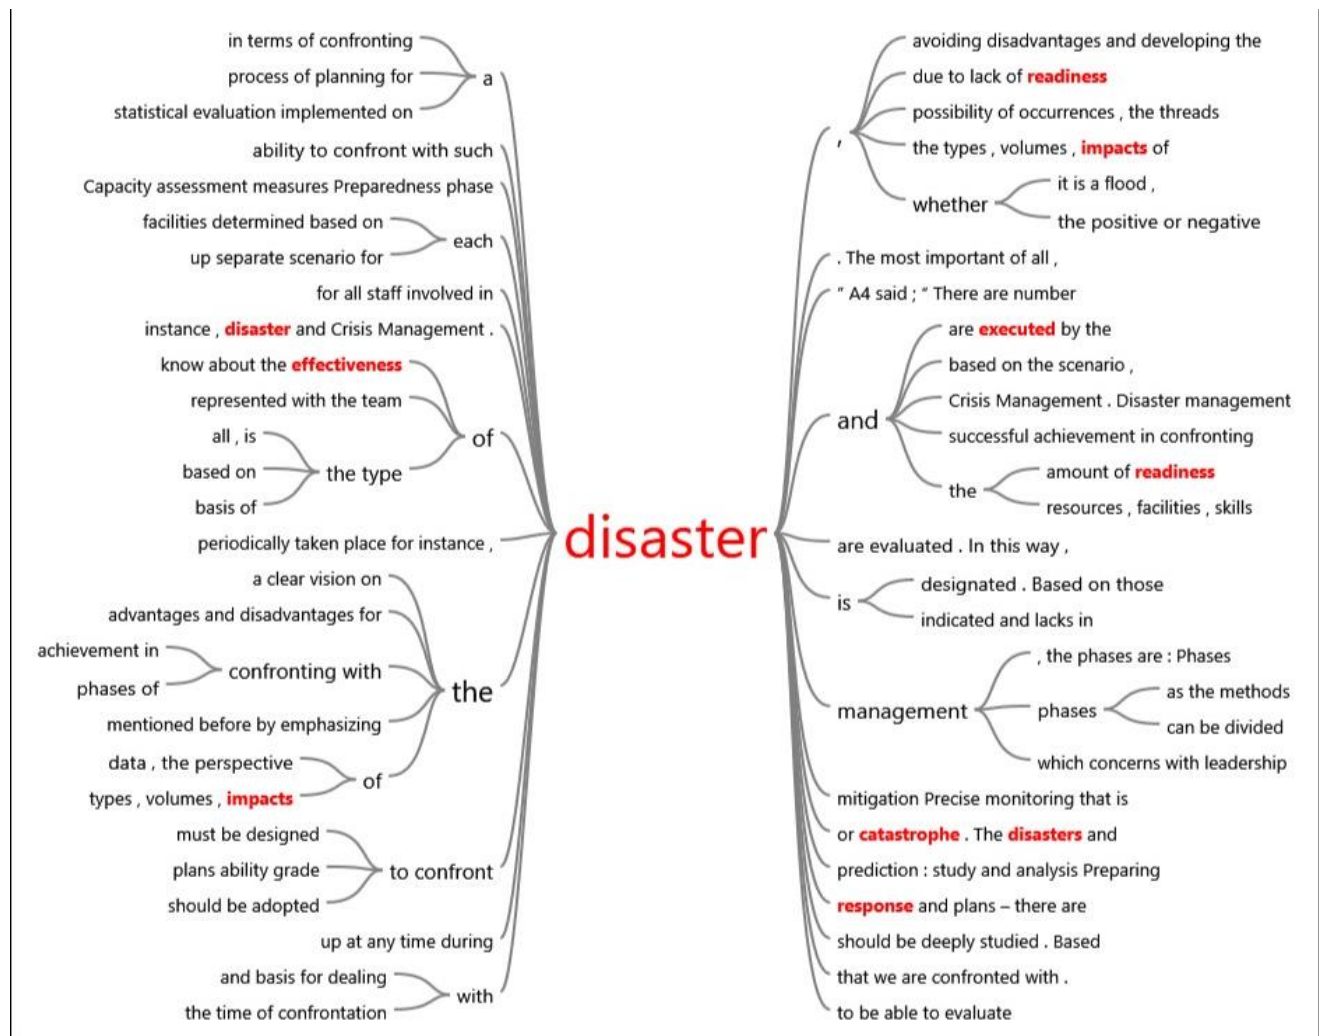 in terms of confronting
process of planning for
a
statistical evaluation implemented on
ability to confront with such
Capacity assessment measures Preparedness phase
facilities determined based on
each
up separate scenario for
for all staff involved in
instance , disaster and Crisis Management .
know about the effectiveness
represented with the team
of
all , is
based on
the type
basis of
periodically taken place for instance ,
a clear vision on
advantages and disadvantages for
achievement in
confronting with
phases of
the
mentioned before by emphasizing
data , the perspective
of
types , volumes , impacts
must be designed
plans ability grade
to confront
should be adopted
up at any time during
and basis for dealing
with
the time of confrontation
disaster
avoiding disadvantages and developing the
due to lack of readiness
possibility of occurrences , the threads
,
the types , volumes , impacts of
whether
it is a flood ,
the positive or negative
. The most important of all ,
" A4 said ; " There are number
are executed by the
based on the scenario ,
Crisis Management . Disaster management
and
successful achievement in confronting
the
amount of readiness
resources , facilities , skills
are evaluated . In this way ,
designated . Based on those
is
indicated and lacks in
, the phases are : Phases
management
phases
as the methods
can be divided
which concerns with leadership
mitigation Precise monitoring that is
or catastrophe . The disasters and
prediction : study and analysis Preparing
response and plans – there are
should be deeply studied . Based
that we are confronted with .
to be able to evaluate